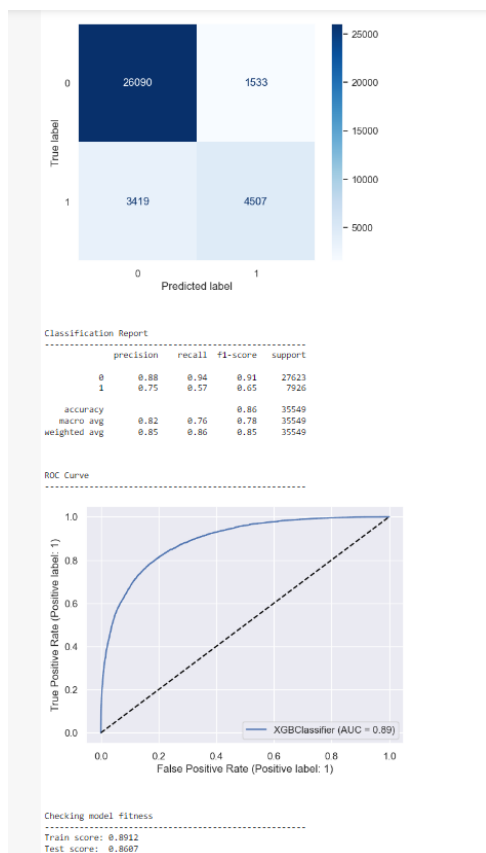 25000
0
26090
1533
20000
True label
15000
10000
1
3419
4507
5000
0
1
Predicted label
Classification Report
---------------------------------------------------------
precision recall f1-score support
0 0.88 0.94 0.91 27623
1 0.75 0.57 0.65 7926
accuracy 0.86 35549
macro avg 0.82 0.76 0.78 35549
weighted avg 0.85 0.86 0.85 35549
ROC Curve
---------------------------------------------------------
1.0
0.8
0.6
0.4
0.2
0.0
True Positive Rate (Positive label: 1)
XGBClassifier (AUC = 0.89)
0.0 0.2 0.4 0.6 0.8 1.0
False Positive Rate (Positive label: 1)
Checking model fitness
---------------------------------------------------------
Train score: 0.8912
Test score: 0.8607